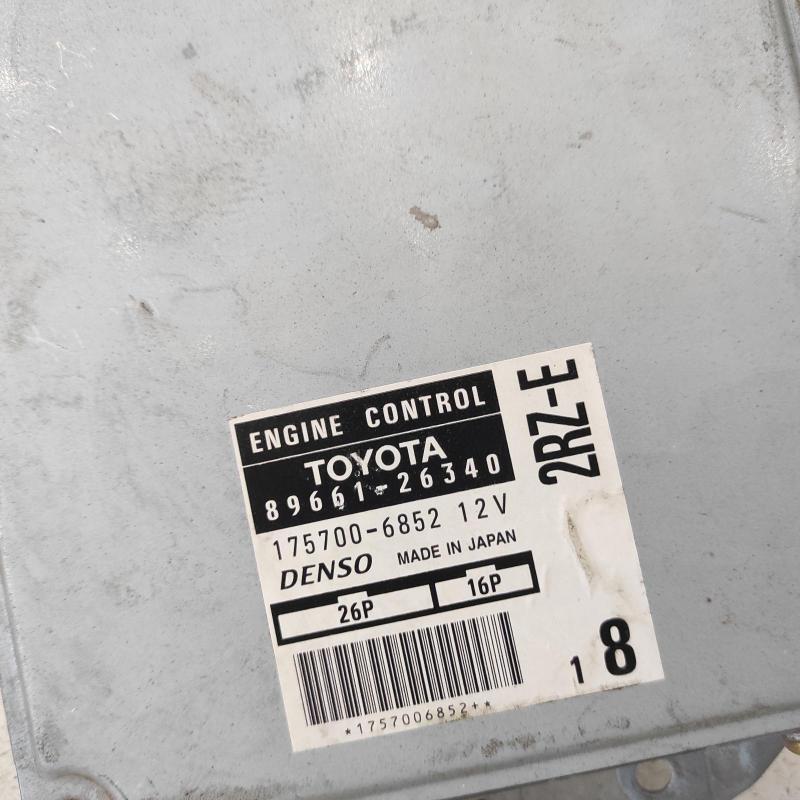 ENGINE CONTROL
TOYOTA
89661-26340
175700-6852 12V
DENSO MADE IN JAPAN
26P 16P
*1757006852+*
2RZ-E
1 8